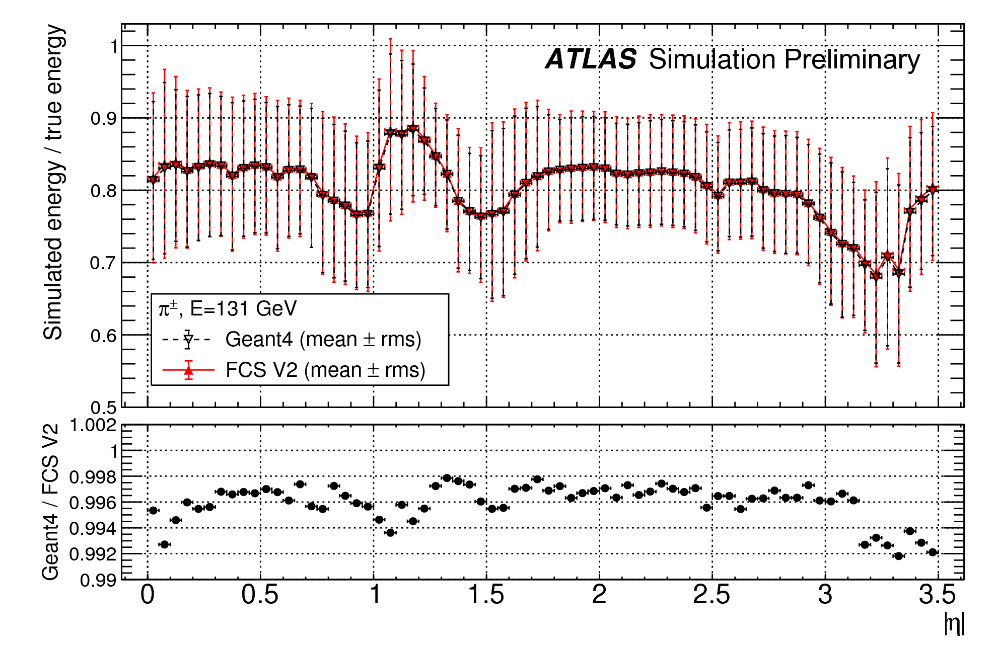 ATLAS Simulation Preliminary
Simulated energy / true energy
1
0.9
0.8
0.7
0.6
0.5
π±, E=131 GeV
Geant4 (mean ± rms)
FCS V2 (mean ± rms)
Geant4 / FCS V2
1.002
1
0.998
0.996
0.994
0.992
0.99
0 0.5 1 1.5 2 2.5 3 3.5
|η|